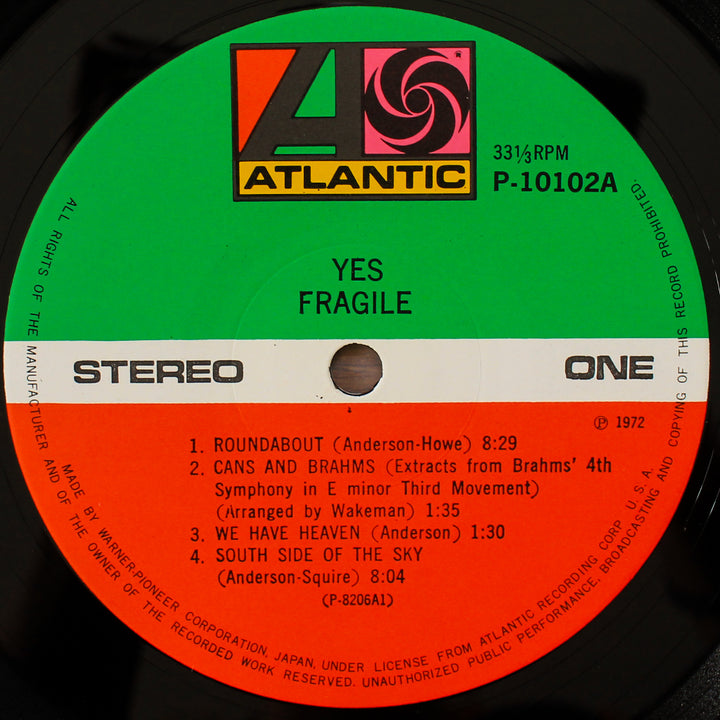 ATLANTIC
33⅓ RPM
P-10102A
YES
FRAGILE
STEREO
ONE
Ⓟ 1972
1. ROUNDABOUT (Anderson-Howe) 8:29
2. CANS AND BRAHMS (Extracts from Brahms' 4th
Symphony in E minor Third Movement)
(Arranged by Wakeman) 1:35
3. WE HAVE HEAVEN (Anderson) 1:30
4. SOUTH SIDE OF THE SKY
(Anderson-Squire) 8:04
(P-8206A1)
ALL RIGHTS OF THE MANUFACTURER AND OF THE OWNER OF THE RECORDED WORK RESERVED. UNAUTHORIZED PUBLIC PERFORMANCE, BROADCASTING AND COPYING OF THIS RECORD PROHIBITED.
MADE BY WARNER-PIONEER CORPORATION, JAPAN, UNDER LICENSE FROM ATLANTIC RECORDING CORP. U. S. A.